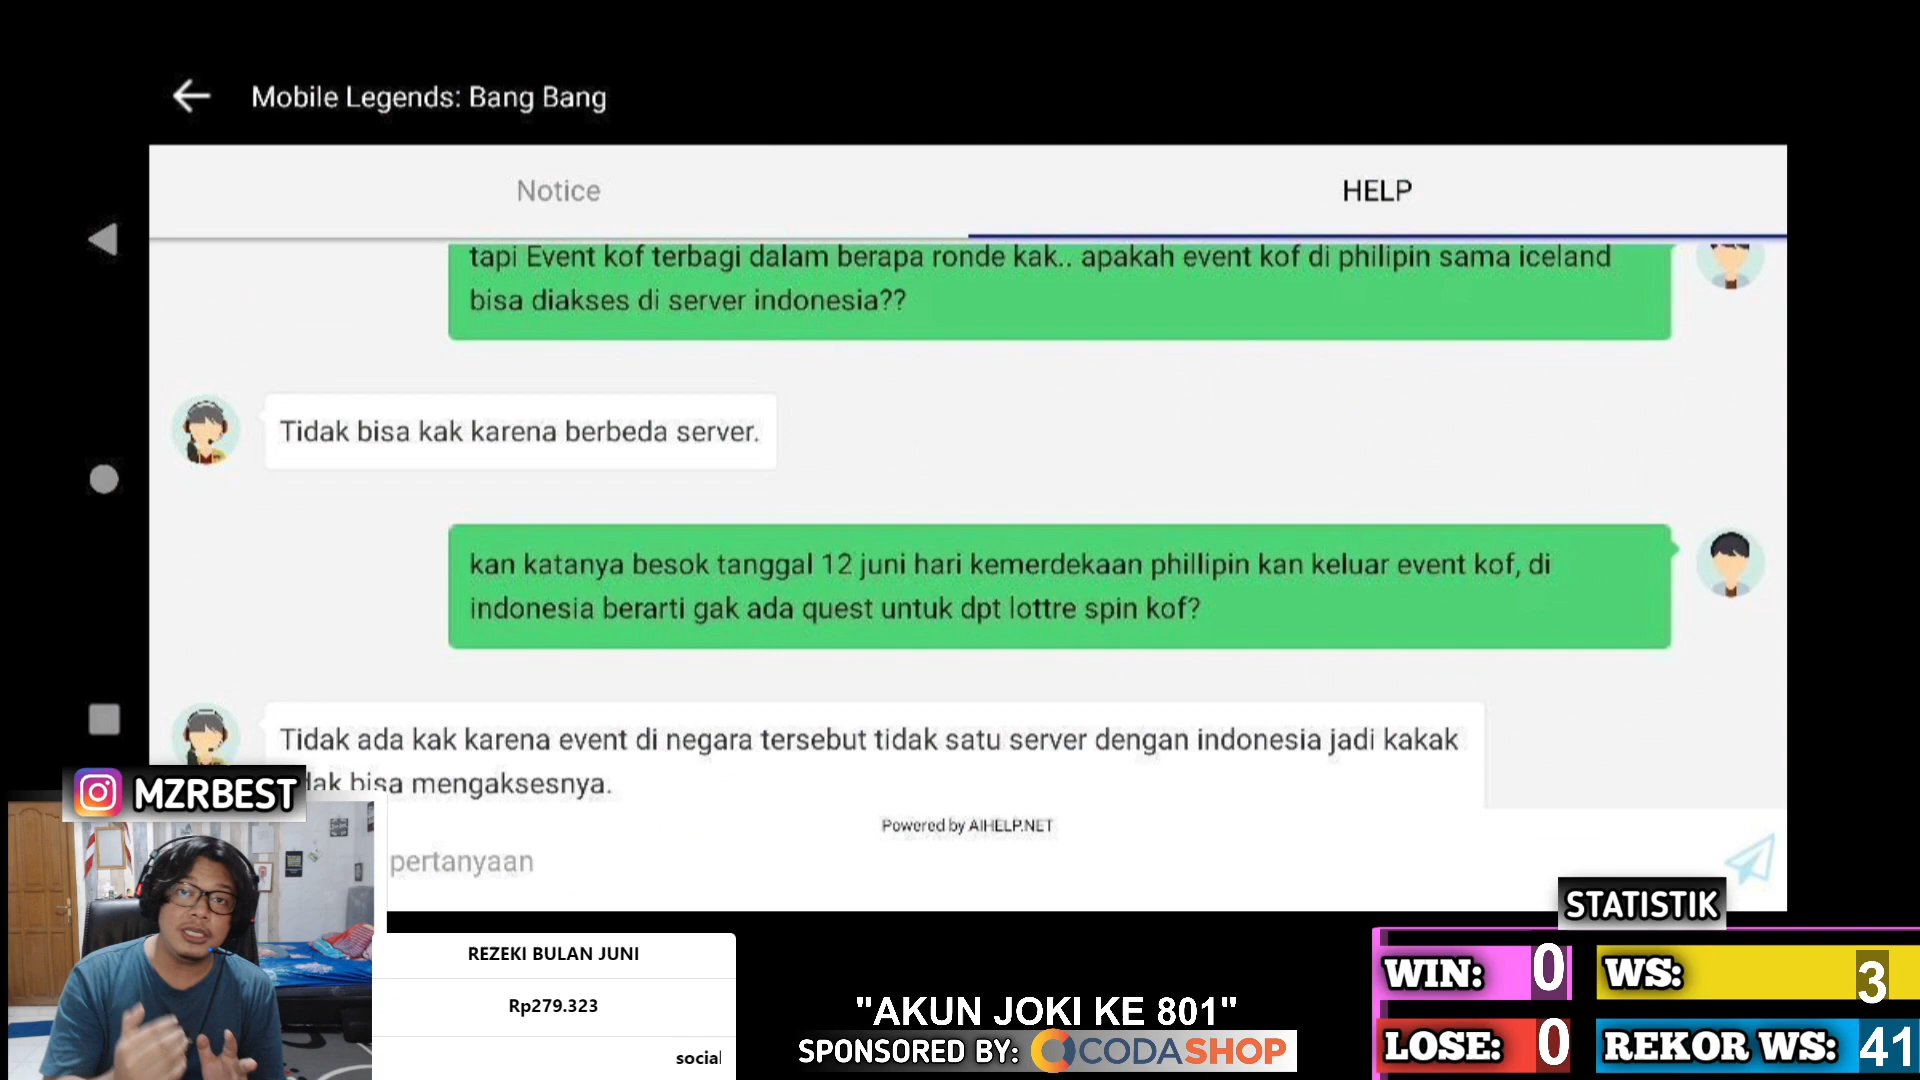 Mobile Legends: Bang Bang
Notice
HELP
tapi Event kof terbagi dalam berapa ronde kak.. apakah event kof di philipin sama iceland
bisa diakses di server indonesia??
Tidak bisa kak karena berbeda server.
kan katanya besok tanggal 12 juni hari kemerdekaan phillipin kan keluar event kof, di
indonesia berarti gak ada quest untuk dpt lottre spin kof?
Tidak ada kak karena event di negara tersebut tidak satu server dengan indonesia jadi kakak
dak bisa mengaksesnya.
MZRBEST
Powered by AIHELP.NET
pertanyaan
STATISTIK
REZEKI BULAN JUNI
Rp279.323
social
"AKUN JOKI KE 801"
SPONSORED BY: CODASHOP
WIN: 0
WS: 3
LOSE: 0
REKOR WS: 41